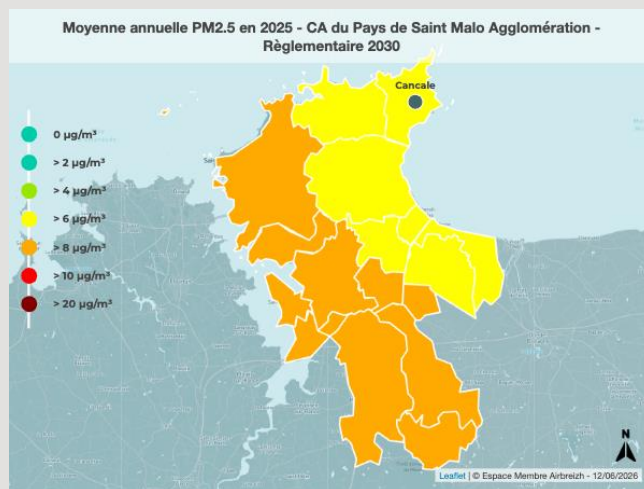 Moyenne annuelle PM2.5 en 2025 - CA du Pays de Saint Malo Agglomération -
Règlementaire 2030
Cancale
0 µg/m³
> 2 µg/m³
> 4 µg/m³
> 6 µg/m³
> 8 µg/m³
> 10 µg/m³
> 20 µg/m³
N
Leaflet | © Espace Membre Airbreizh - 12/06/2026